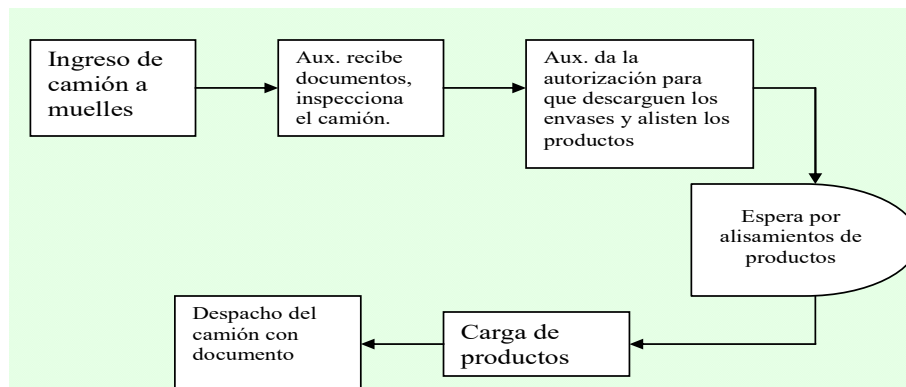 Ingreso de
camión a
muelles
Aux. recibe
documentos,
inspecciona
el camión.
Aux. da la
autorización para
que descarguen los
envases y alisten los
productos
Espera por
alisamientos de
productos
Carga de
productos
Despacho del
camión con
documento